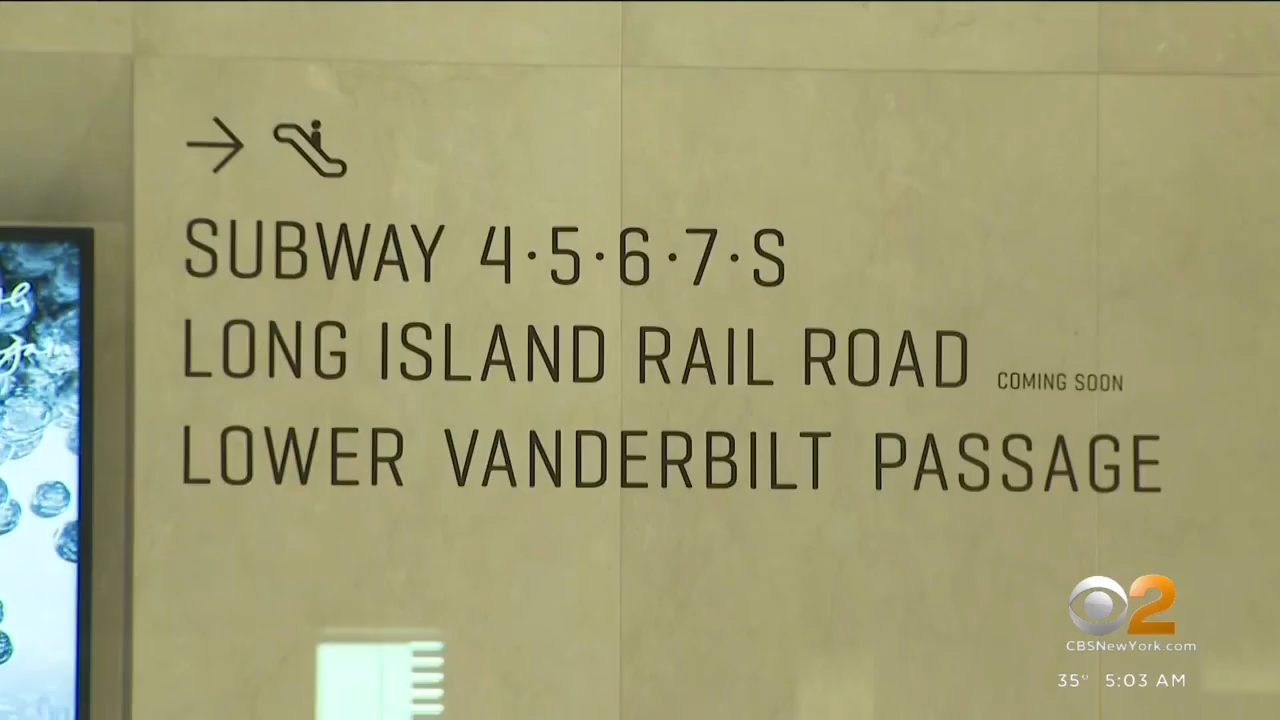 SUBWAY 4·5·6·7·S
LONG ISLAND RAIL ROAD COMING SOON
LOWER VANDERBILT PASSAGE
2
CBSNewYork.com
35° 5:03 AM